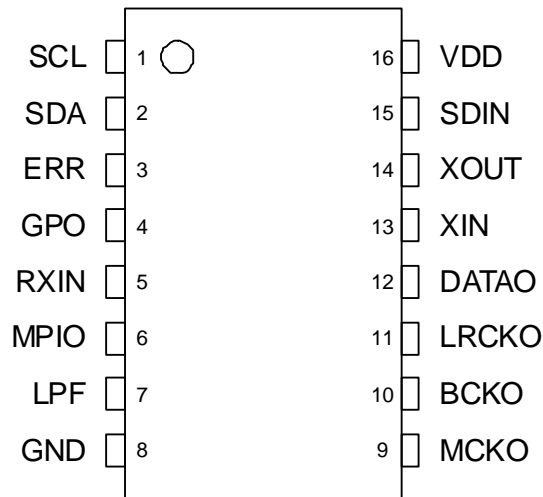 SCL 1 16 VDD
SDA 2 15 SDIN
ERR 3 14 XOUT
GPO 4 13 XIN
RXIN 5 12 DATAO
MPIO 6 11 LRCKO
LPF 7 10 BCKO
GND 8 9 MCKO